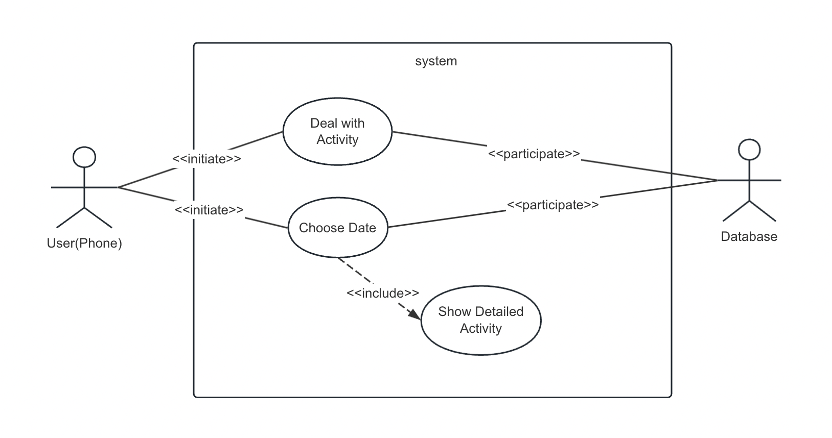 system
Deal with
Activity
<<initiate>>
<<participate>>
<<initiate>>
<<participate>>
Choose Date
User(Phone)
Database
<<include>>
Show Detailed
Activity